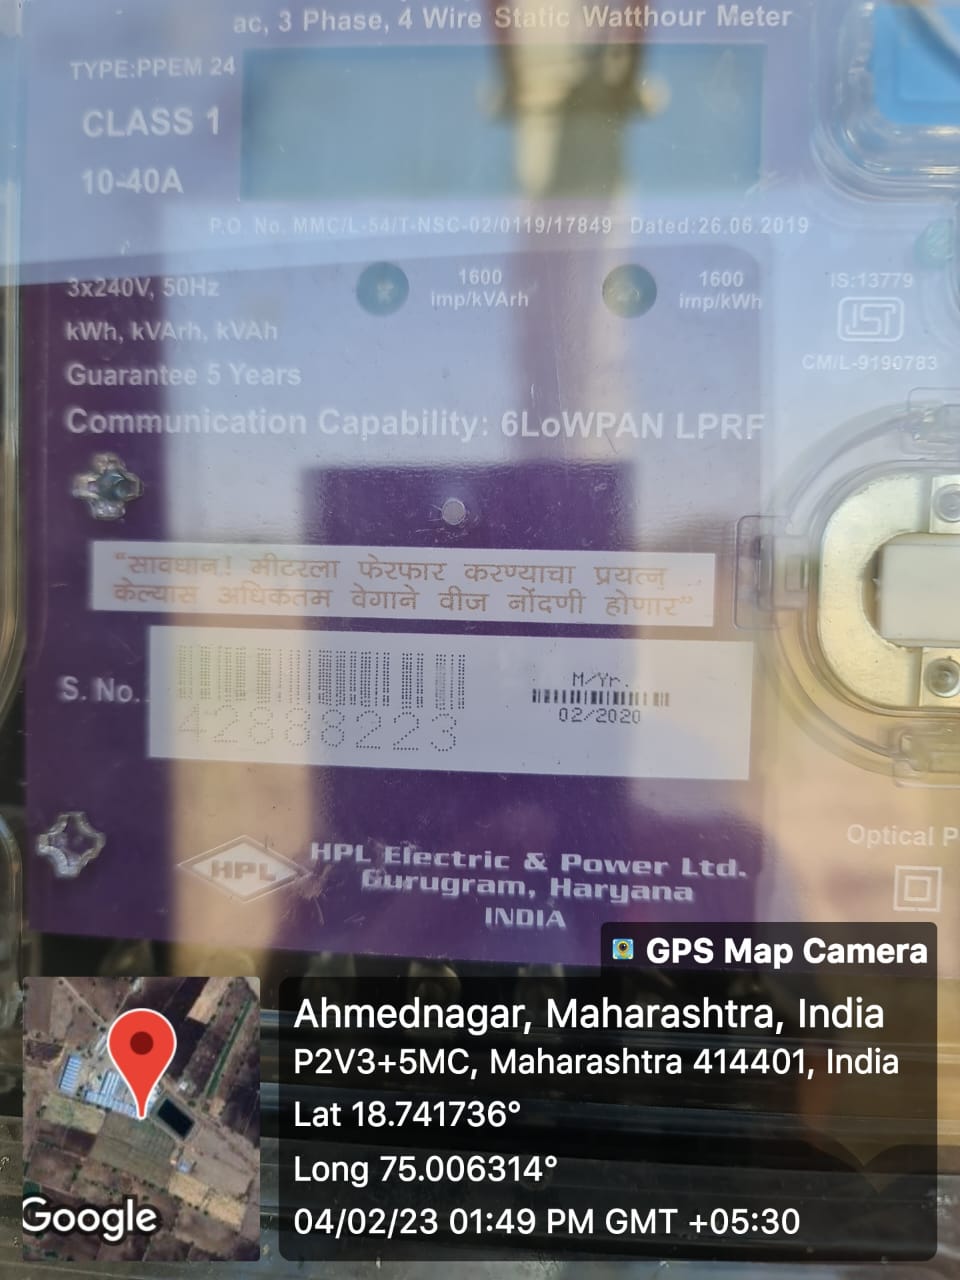 ac, 3 Phase, 4 Wire Static Watthour Meter
TYPE:PPEM 24
CLASS 1
10-40A
P.O. No. MMC/L-54/T-NSC-02/0119/17849 Dated:26.06.2019
3x240V, 50Hz
1600
imp/kVArh
1600
imp/kWh
IS:13779
kWh, kVArh, kVAh
ISI
CM/L-9190783
Guarantee 5 Years
Communication Capability: 6LoWPAN LPRF
"सावधान! मीटरला फेरफार करण्याचा प्रयत्न
केल्यास अधिकतम वेगाने वीज नोंदणी होणार"
S. No.
42888223
M/Yr.
02/2020
Optical P
HPL
HPL Electric & Power Ltd.
Gurugram, Haryana
INDIA
GPS Map Camera
Ahmednagar, Maharashtra, India
P2V3+5MC, Maharashtra 414401, India
Lat 18.741736°
Long 75.006314°
04/02/23 01:49 PM GMT +05:30
Google